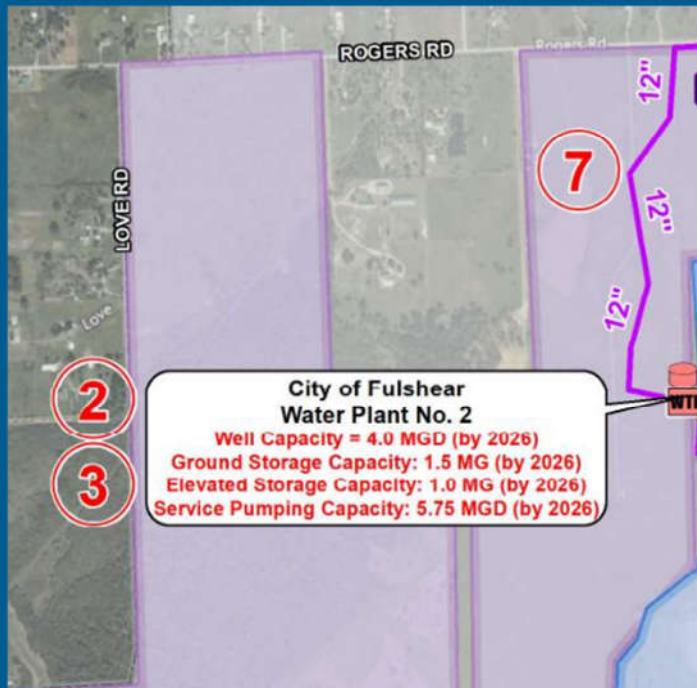 ROGERS RD
Rogers Rd
12"
7
LOVE RD
12"
Love
12"
2
City of Fulshear
Water Plant No. 2
Well Capacity = 4.0 MGD (by 2026)
Ground Storage Capacity: 1.5 MG (by 2026)
Elevated Storage Capacity: 1.0 MG (by 2026)
Service Pumping Capacity: 5.75 MGD (by 2026)
3